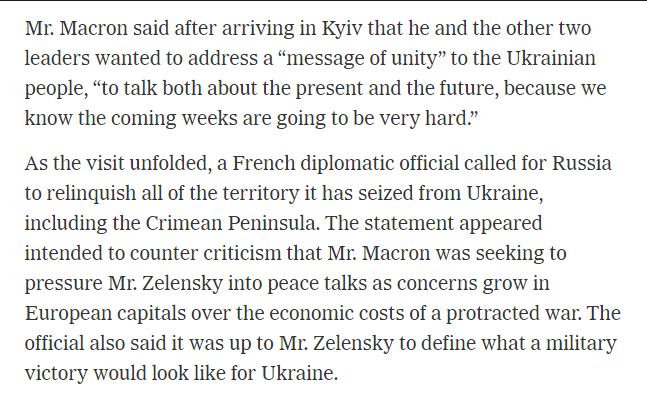 Mr. Macron said after arriving in Kyiv that he and the other two
leaders wanted to address a “message of unity” to the Ukrainian
people, “to talk both about the present and the future, because we
know the coming weeks are going to be very hard.”
As the visit unfolded, a French diplomatic official called for Russia
to relinquish all of the territory it has seized from Ukraine,
including the Crimean Peninsula. The statement appeared
intended to counter criticism that Mr. Macron was seeking to
pressure Mr. Zelensky into peace talks as concerns grow in
European capitals over the economic costs of a protracted war. The
official also said it was up to Mr. Zelensky to define what a military
victory would look like for Ukraine.